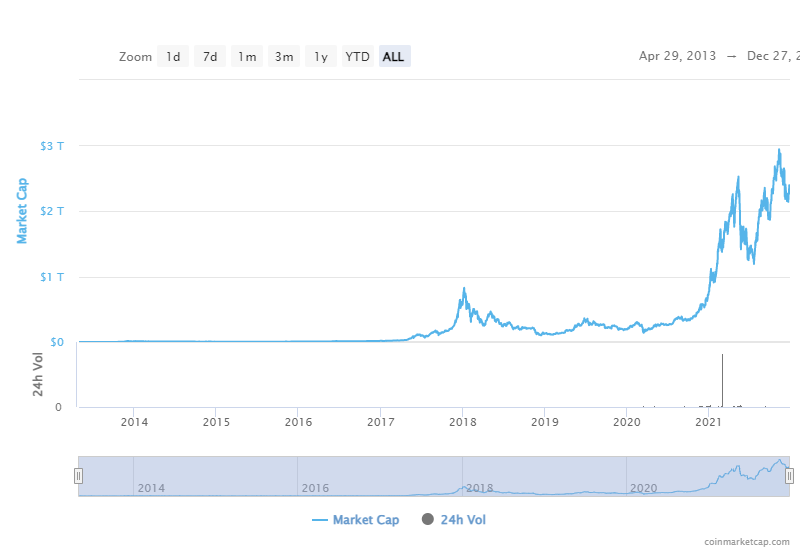 Zoom 1d 7d 1m 3m 1y YTD ALL Apr 29, 2013 → Dec 27, 2
$3 T
$2 T
$1 T
$0
Market Cap
24h Vol
0
2014 2015 2016 2017 2018 2019 2020 2021
2014 2016 2018 2020
Market Cap 24h Vol
coinmarketcap.com